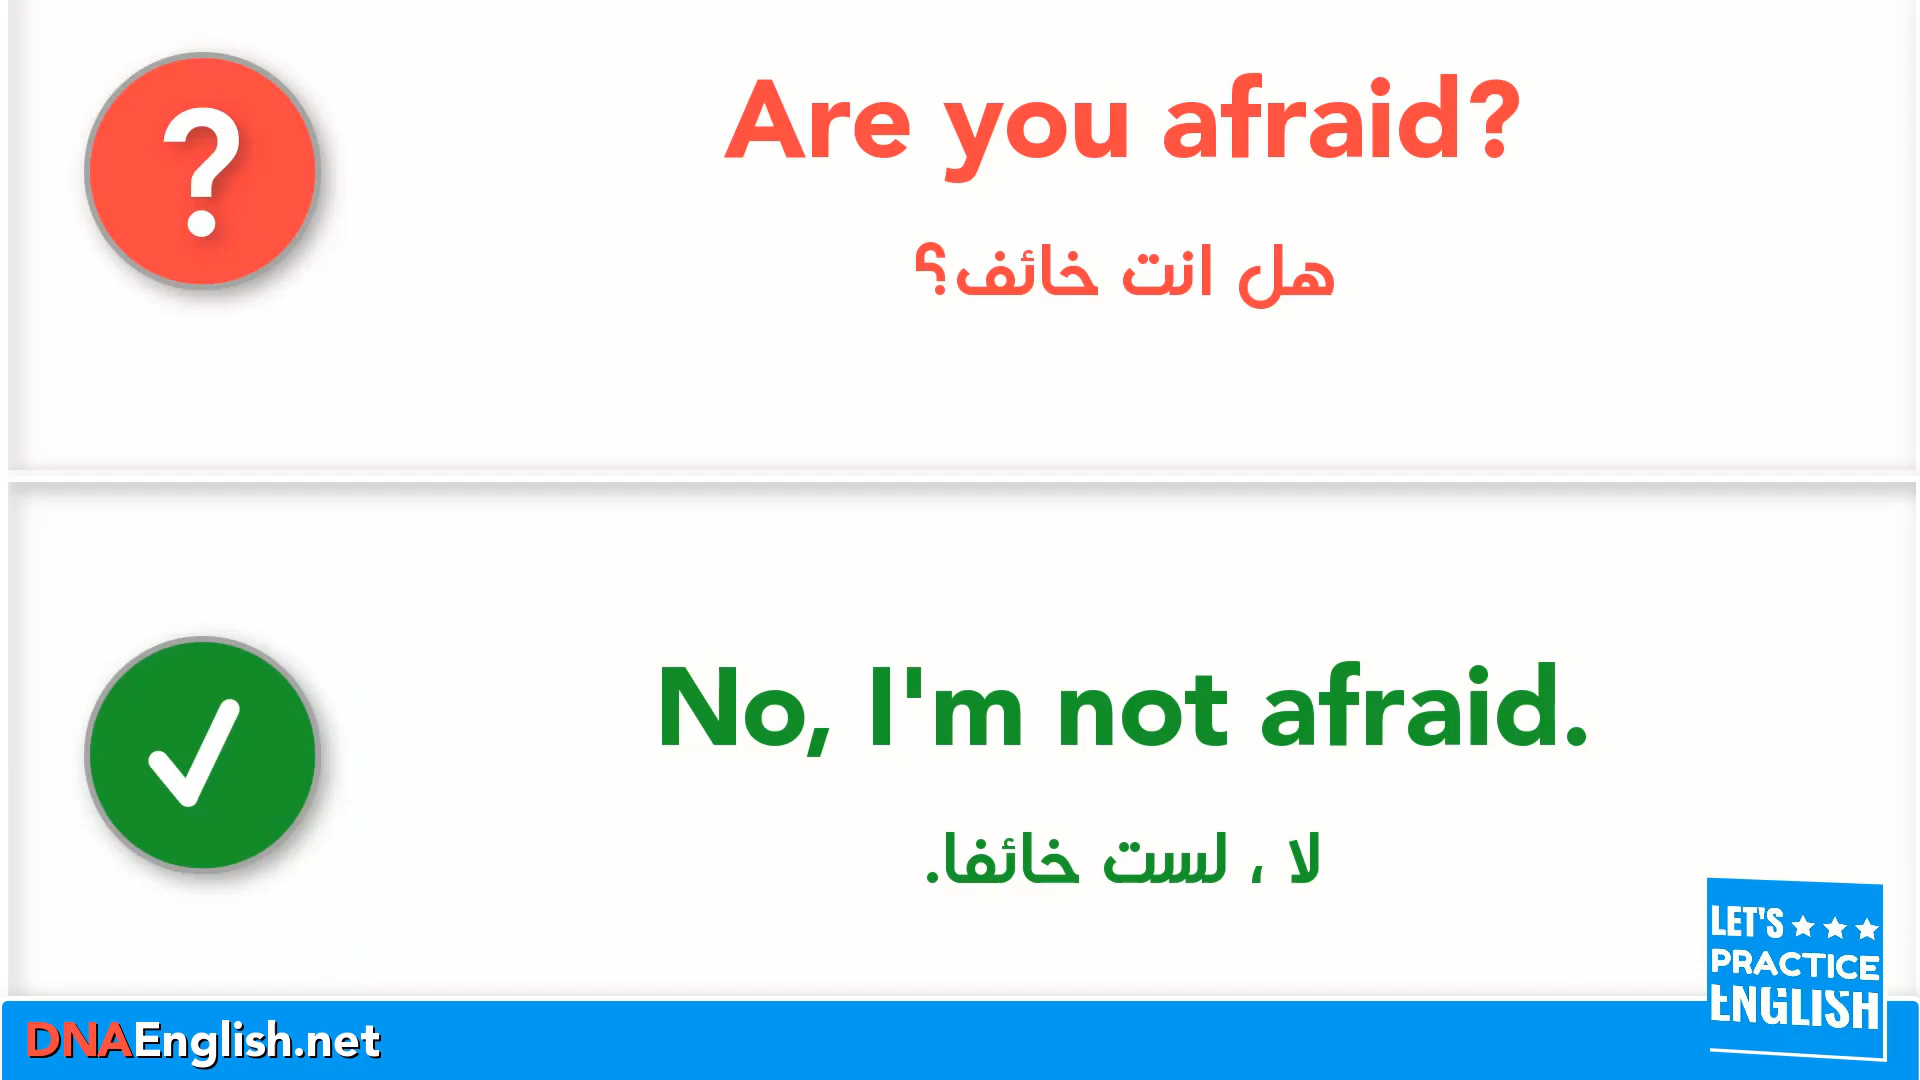 ?
Are you afraid?
هل انت خائف؟
No, I'm not afraid.
لا ، لست خائفا.
LET'S
PRACTICE
ENGLISH
DNAEnglish.net